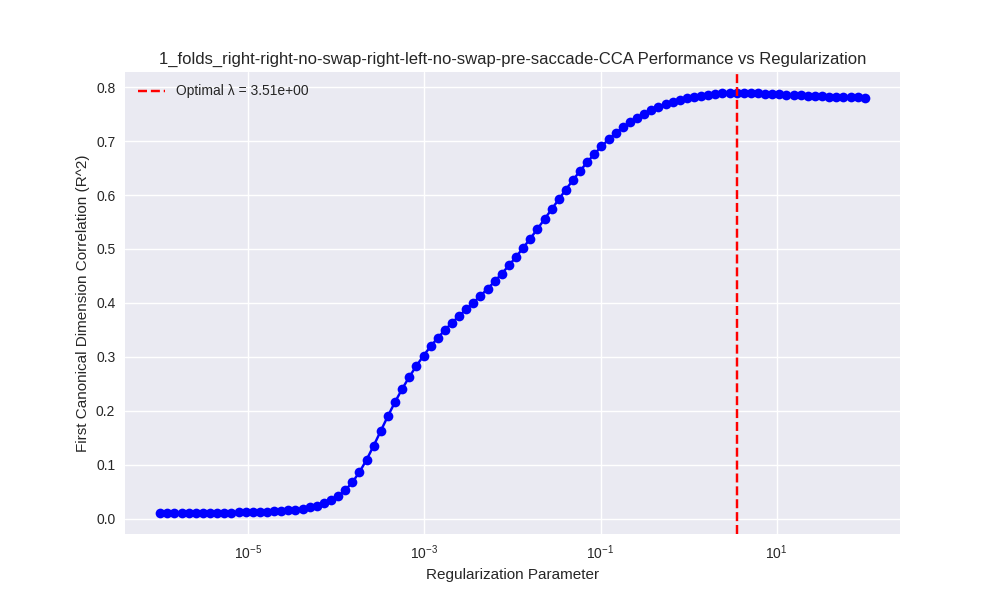 1_folds_right-right-no-swap-right-left-no-swap-pre-saccade-CCA Performance vs Regularization
Optimal λ = 3.51e+00
First Canonical Dimension Correlation (R^2)
0.8
0.7
0.6
0.5
0.4
0.3
0.2
0.1
0.0
10⁻⁵ 10⁻³ 10⁻¹ 10¹
Regularization Parameter